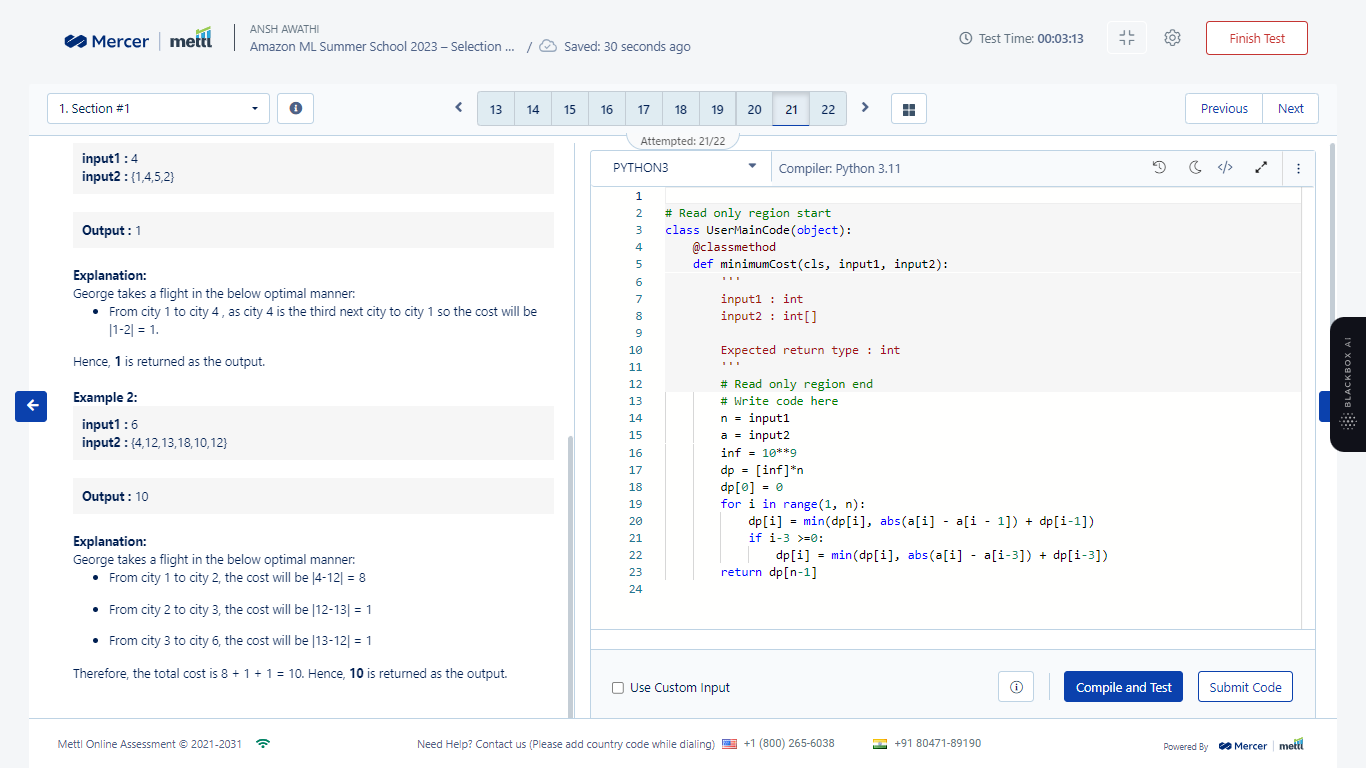 Mercer | mettl
ANSH AWATHI
Amazon ML Summer School 2023 – Selection ... / Saved: 30 seconds ago
Test Time: 00:03:13
Finish Test
1. Section #1
13 14 15 16 17 18 19 20 21 22
Previous Next
Attempted: 21/22
input1 : 4
input2 : {1,4,5,2}
Output : 1
Explanation:
George takes a flight in the below optimal manner:
• From city 1 to city 4 , as city 4 is the third next city to city 1 so the cost will be
|1-2| = 1.
Hence, 1 is returned as the output.
Example 2:
input1 : 6
input2 : {4,12,13,18,10,12}
Output : 10
Explanation:
George takes a flight in the below optimal manner:
• From city 1 to city 2, the cost will be |4-12| = 8
• From city 2 to city 3, the cost will be |12-13| = 1
• From city 3 to city 6, the cost will be |13-12| = 1
Therefore, the total cost is 8 + 1 + 1 = 10. Hence, 10 is returned as the output.
PYTHON3
Compiler: Python 3.11
1
2 # Read only region start
3 class UserMainCode(object):
4 @classmethod
5 def minimumCost(cls, input1, input2):
6 '''
7 input1 : int
8 input2 : int[]
9
10 Expected return type : int
11 '''
12 # Read only region end
13 # Write code here
14 n = input1
15 a = input2
16 inf = 10**9
17 dp = [inf]*n
18 dp[0] = 0
19 for i in range(1, n):
20 dp[i] = min(dp[i], abs(a[i] - a[i - 1]) + dp[i-1])
21 if i-3 >=0:
22 dp[i] = min(dp[i], abs(a[i] - a[i-3]) + dp[i-3])
23 return dp[n-1]
24
Use Custom Input
Compile and Test
Submit Code
BLACKBOX AI
Mettl Online Assessment © 2021-2031
Need Help? Contact us (Please add country code while dialing) +1 (800) 265-6038 +91 80471-89190
Powered By Mercer | mettl